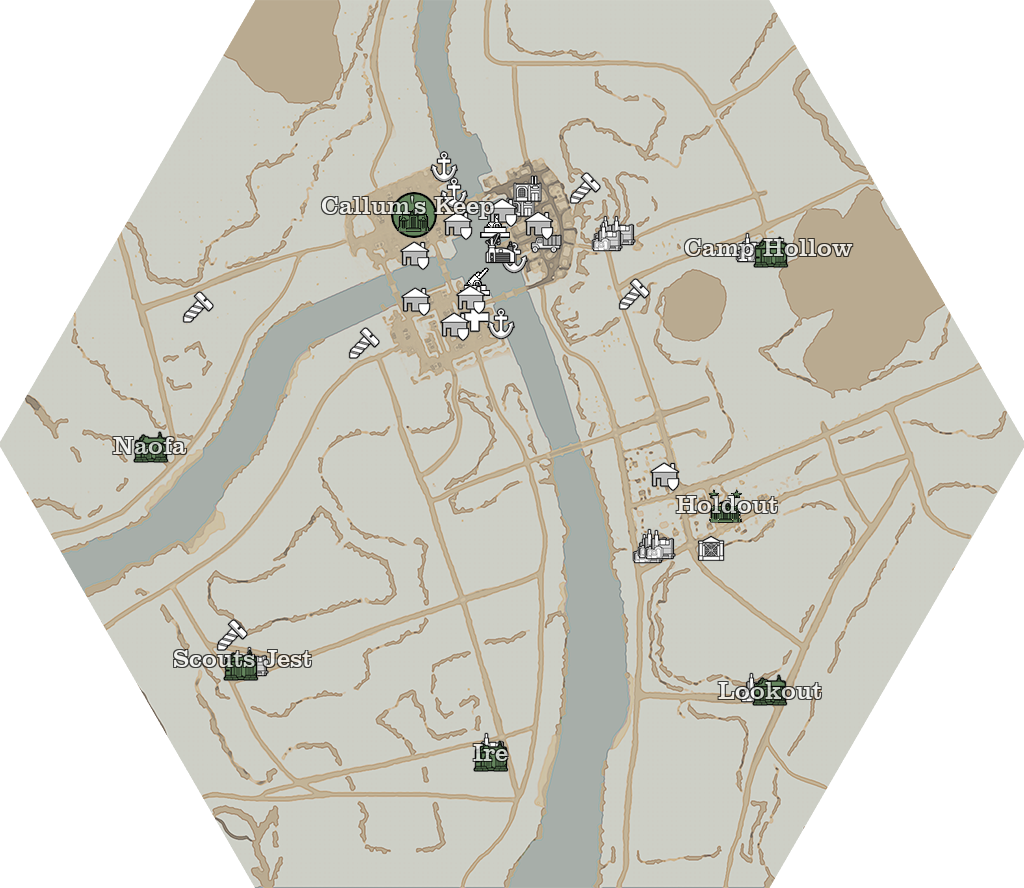 Callum's Keep
Camp Hollow
Naofa
Holdout
Scouts Jest
Lookout
Ire